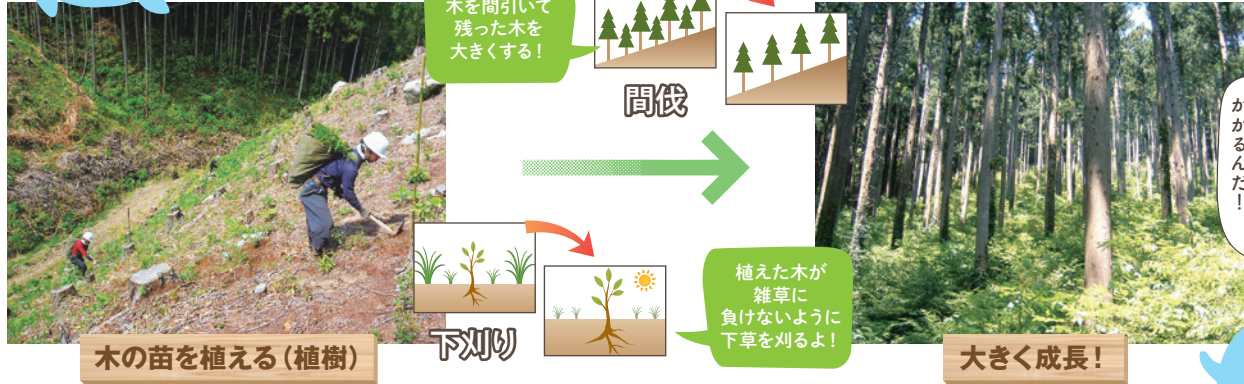 木を間引いて
残った木を
大きくする！
間伐
かかるんだ！
下刈り
植えた木が
雑草に
負けないように
下草を刈るよ！
木の苗を植える（植樹）
大きく成長！